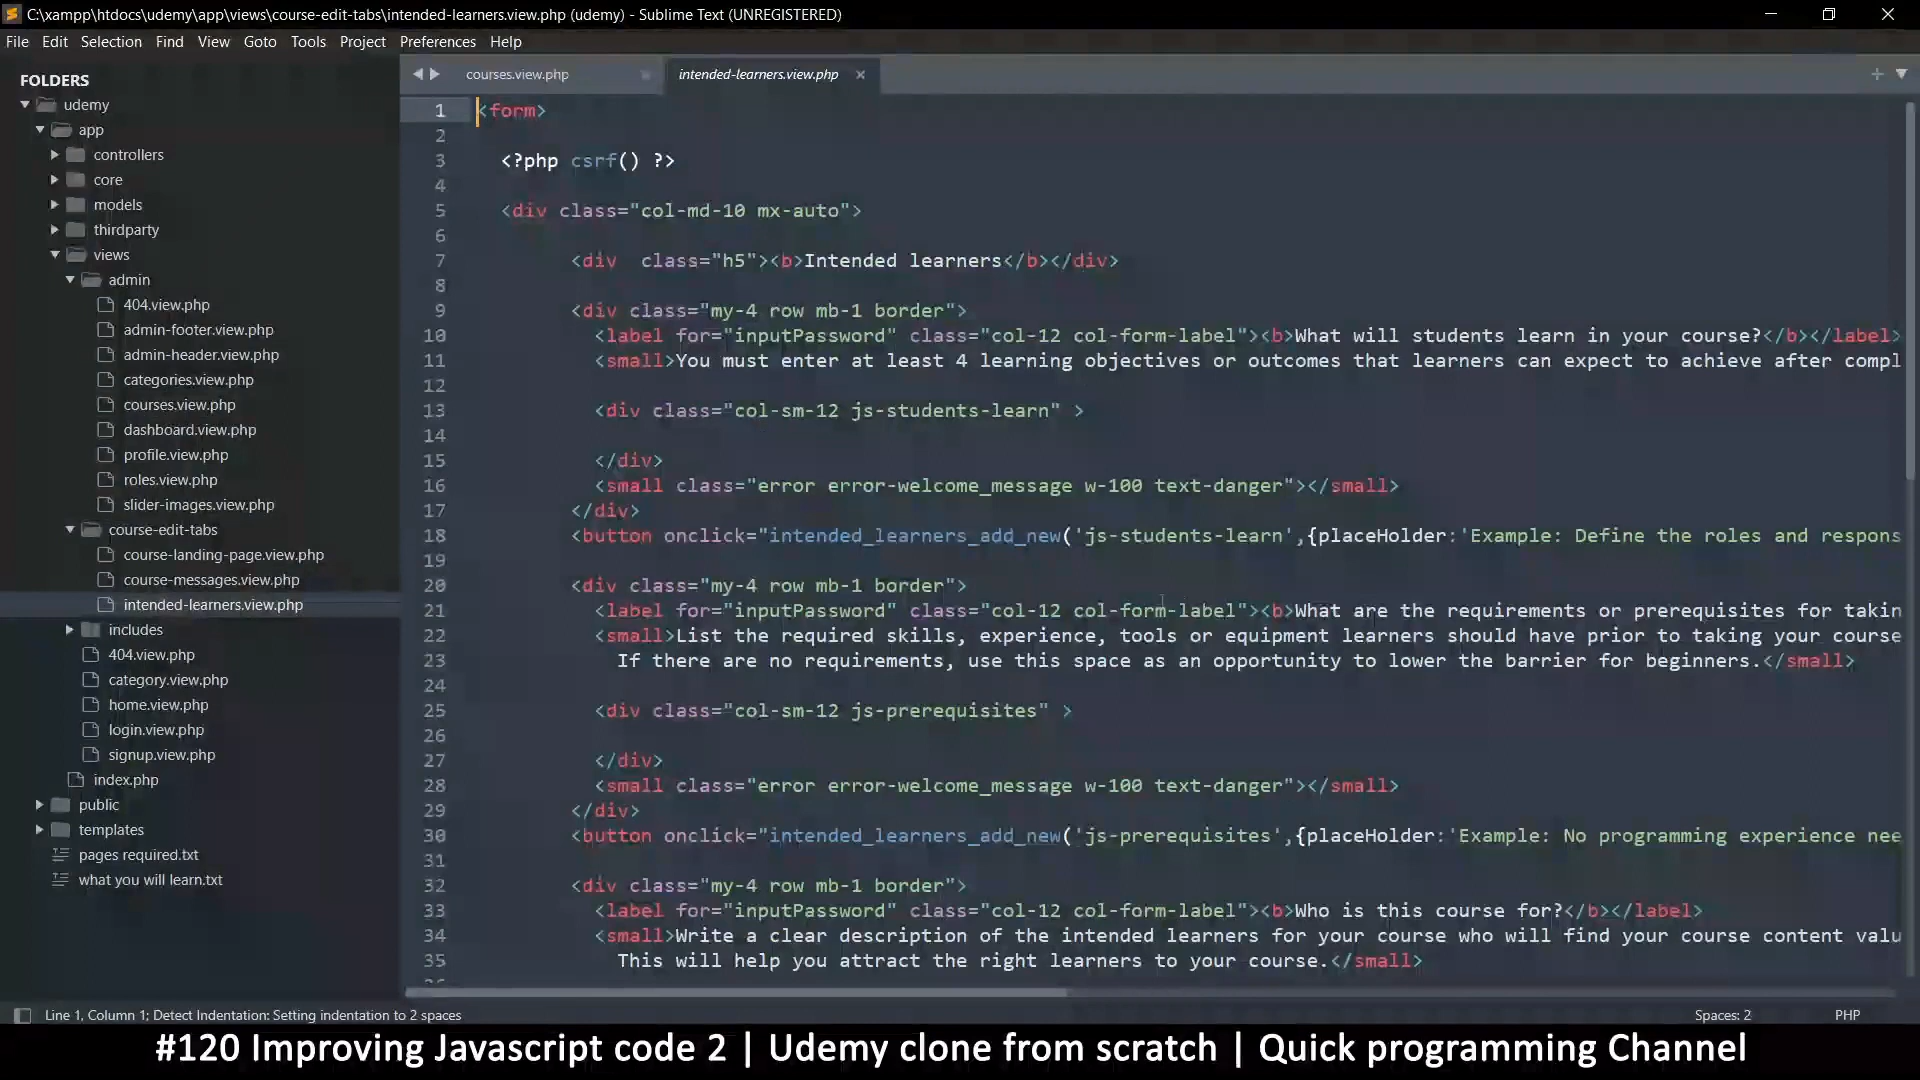 C:\xampp\htdocs\udemy\app\views\course-edit-tabs\intended-learners.view.php (udemy) - Sublime Text (UNREGISTERED)
File Edit Selection Find View Goto Tools Project Preferences Help
FOLDERS
udemy
app
controllers
core
models
thirdparty
views
admin
404.view.php
admin-footer.view.php
admin-header.view.php
categories.view.php
courses.view.php
dashboard.view.php
profile.view.php
roles.view.php
slider-images.view.php
course-edit-tabs
course-landing-page.view.php
course-messages.view.php
intended-learners.view.php
includes
404.view.php
category.view.php
home.view.php
login.view.php
signup.view.php
index.php
public
templates
pages required.txt
what you will learn.txt
courses.view.php intended-learners.view.php
1 <form>
2
3 <?php csrf() ?>
4
5 <div class="col-md-10 mx-auto">
6
7 <div  class="h5"><b>Intended learners</b></div>
8
9 <div class="my-4 row mb-1 border">
10 <label for="inputPassword" class="col-12 col-form-label"><b>What will students learn in your course?</b></label>
11 <small>You must enter at least 4 learning objectives or outcomes that learners can expect to achieve after compl
12
13 <div class="col-sm-12 js-students-learn" >
14
15 </div>
16 <small class="error error-welcome_message w-100 text-danger"></small>
17 </div>
18 <button onclick="intended_learners_add_new('js-students-learn',{placeHolder:'Example: Define the roles and respons
19
20 <div class="my-4 row mb-1 border">
21 <label for="inputPassword" class="col-12 col-form-label"><b>What are the requirements or prerequisites for takin
22 <small>List the required skills, experience, tools or equipment learners should have prior to taking your course
23 If there are no requirements, use this space as an opportunity to lower the barrier for beginners.</small>
24
25 <div class="col-sm-12 js-prerequisites" >
26
27 </div>
28 <small class="error error-welcome_message w-100 text-danger"></small>
29 </div>
30 <button onclick="intended_learners_add_new('js-prerequisites',{placeHolder:'Example: No programming experience nee
31
32 <div class="my-4 row mb-1 border">
33 <label for="inputPassword" class="col-12 col-form-label"><b>Who is this course for?</b></label>
34 <small>Write a clear description of the intended learners for your course who will find your course content valu
35 This will help you attract the right learners to your course.</small>
Line 1, Column 1; Detect Indentation: Setting indentation to 2 spaces Spaces: 2 PHP
#120 Improving Javascript code 2 | Udemy clone from scratch | Quick programming Channel